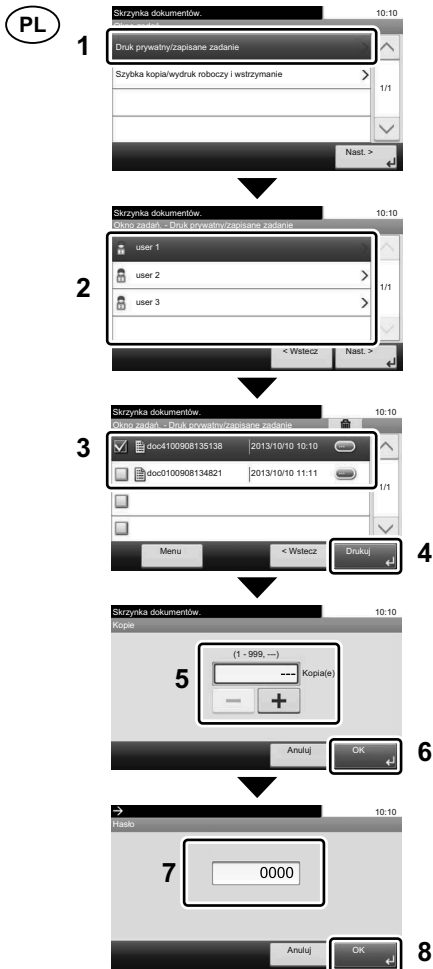 PL
Skrzynka dokumentów. 10:10
Okno zadań.
1
Druk prywatny/zapisane zadanie
Szybka kopia/wydruk roboczy i wstrzymanie
1/1
Nast. >
Skrzynka dokumentów. 10:10
Okno zadań. - Druk prywatny/zapisane zadanie
user 1
2
user 2
1/1
user 3
< Wstecz Nast. >
Skrzynka dokumentów. 10:10
Okno zadań. - Druk prywatny/zapisane zadanie
3
doc4100908135138 2013/10/10 10:10
doc0100908134821 2013/10/10 11:11
1/1
Menu < Wstecz Drukuj
4
Skrzynka dokumentów. 10:10
Kopie
(1 - 999, ---)
5
--- Kopia(e)
Anuluj OK
6
10:10
Hasło
7
0000
Anuluj OK
8